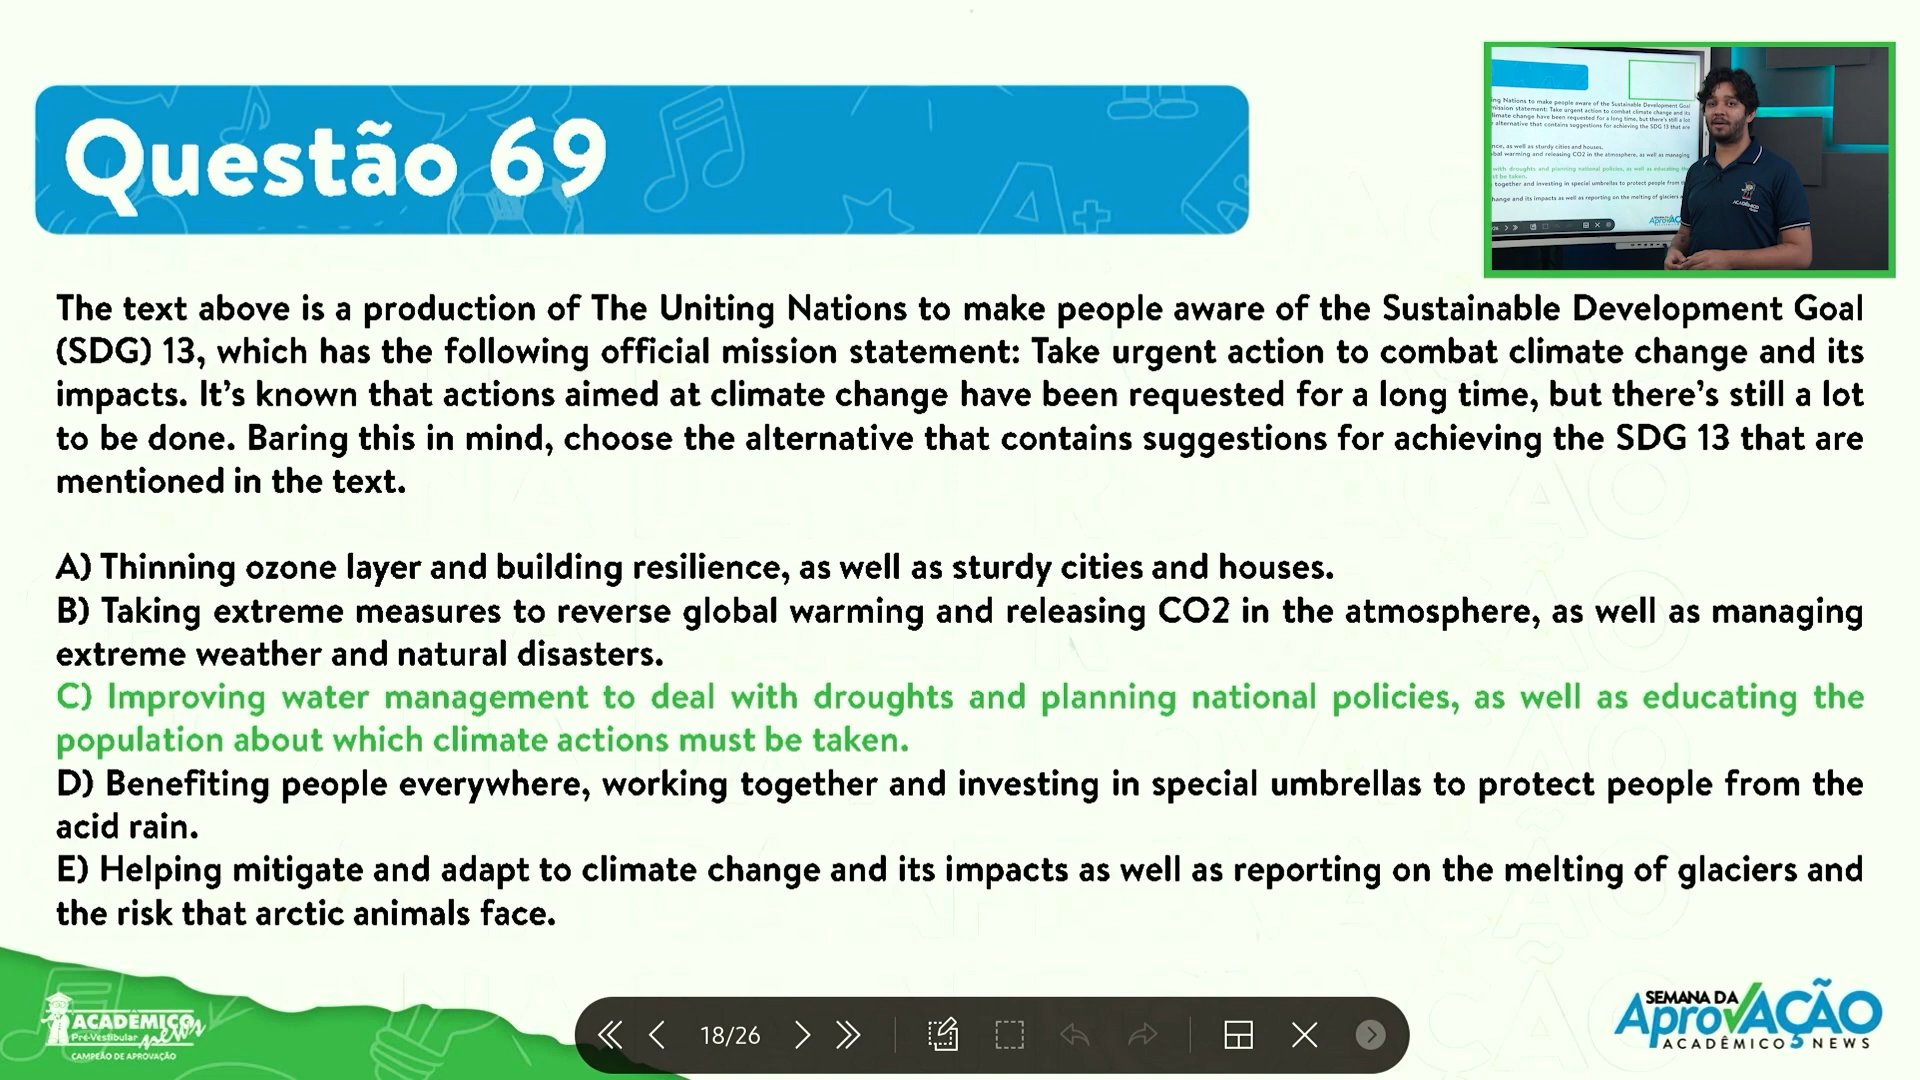 Questão 69
The text above is a production of The Uniting Nations to make people aware of the Sustainable Development Goal
(SDG) 13, which has the following official mission statement: Take urgent action to combat climate change and its
impacts. It's known that actions aimed at climate change have been requested for a long time, but there's still a lot
to be done. Baring this in mind, choose the alternative that contains suggestions for achieving the SDG 13 that are
mentioned in the text.
A) Thinning ozone layer and building resilience, as well as sturdy cities and houses.
B) Taking extreme measures to reverse global warming and releasing CO2 in the atmosphere, as well as managing
extreme weather and natural disasters.
C) Improving water management to deal with droughts and planning national policies, as well as educating the
population about which climate actions must be taken.
D) Benefiting people everywhere, working together and investing in special umbrellas to protect people from the
acid rain.
E) Helping mitigate and adapt to climate change and its impacts as well as reporting on the melting of glaciers and
the risk that arctic animals face.
ACADÊMICO news
Pré-Vestibular
CAMPEÃO DE APROVAÇÃO
18/26
SEMANA DA
AprovAÇÃO
ACADÊMICO NEWS